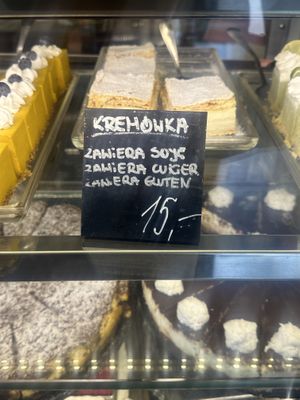 KREMÓWKA
ZAWIERA SOJĘ
ZAWIERA CUKIER
ZAWIERA GLUTEN
15,-